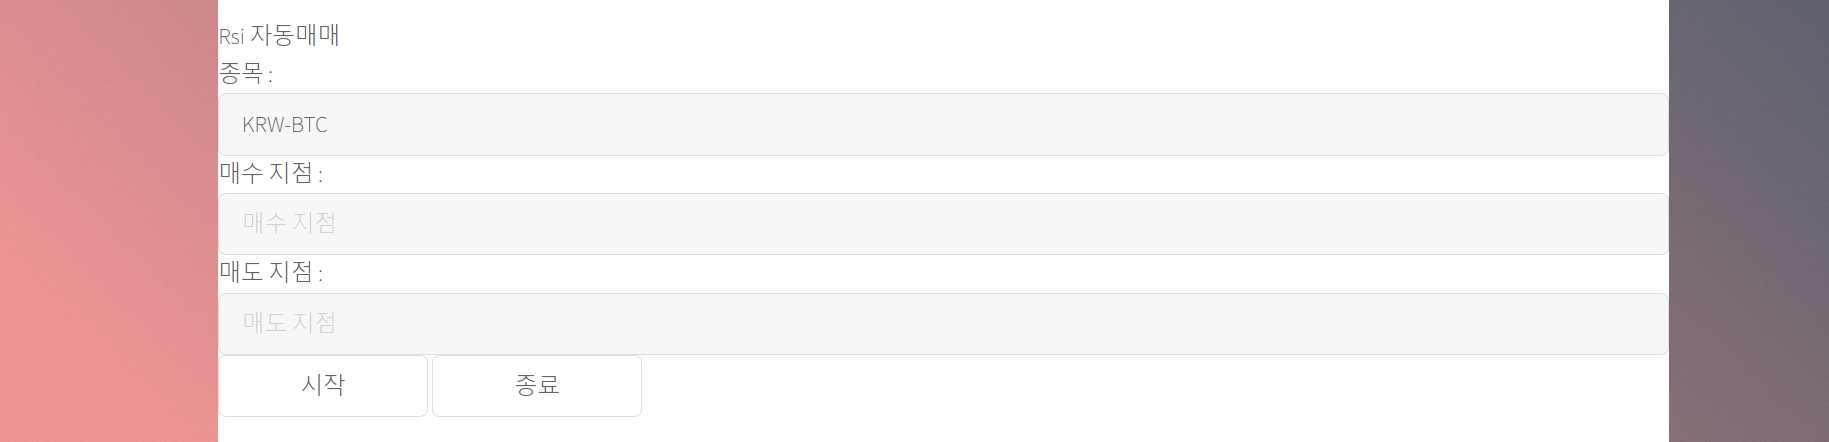 Rsi 자동매매
종목 :
KRW-BTC
매수 지점 :
매수 지점
매도 지점 :
매도 지점
시작 종료